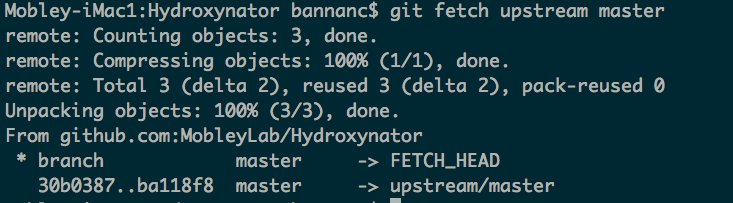 Mobley-iMac1:Hydroxynator bannanc$ git fetch upstream master
remote: Counting objects: 3, done.
remote: Compressing objects: 100% (1/1), done.
remote: Total 3 (delta 2), reused 3 (delta 2), pack-reused 0
Unpacking objects: 100% (3/3), done.
From github.com:MobleyLab/Hydroxynator
 * branch            master     -> FETCH_HEAD
   30b0387..ba118f8  master     -> upstream/master